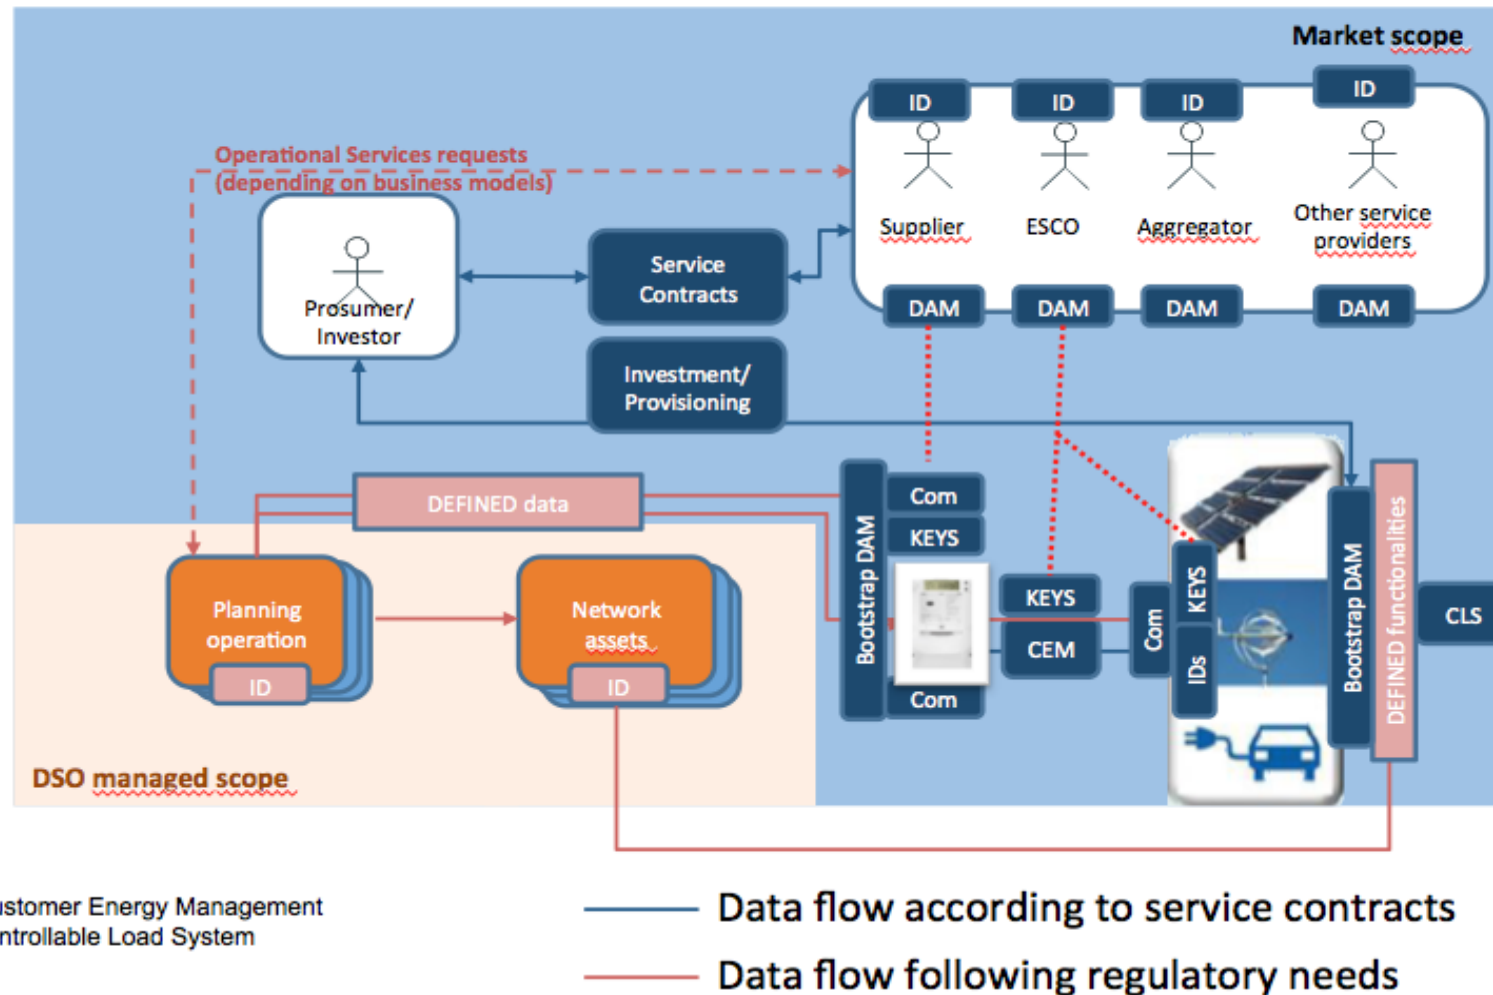 Market scope
ID
ID
ID
ID
Operational Services requests
(depending on business models)
Supplier
ESCO
Aggregator
Other service
providers
Service
Contracts
Prosumer/
Investor
DAM
DAM
DAM
DAM
Investment/
Provisioning
DEFINED data
Bootstrap DAM
Com
KEYS
Com
KEYS
CEM
Com
KEYS
IDs
Bootstrap DAM
DEFINED functionalities
CLS
Planning
operation
ID
Network
assets
ID
DSO managed scope
ustomer Energy Management
ntrollable Load System
Data flow according to service contracts
Data flow following regulatory needs